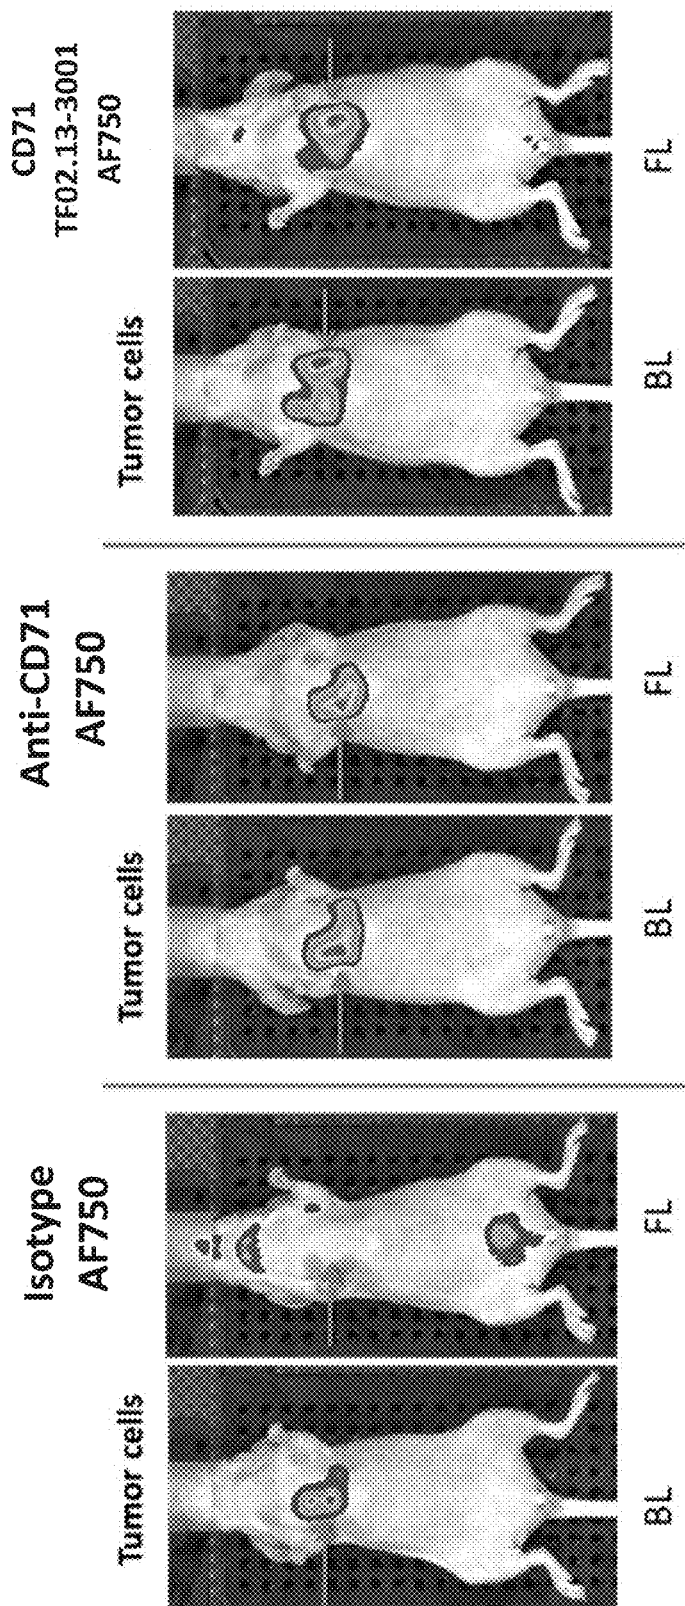 Isotype
AF750
Tumor cells
BL
FL
Anti-CD71
AF750
Tumor cells
BL
FL
CD71
TF02.13-3001
AF750
Tumor cells
BL
FL